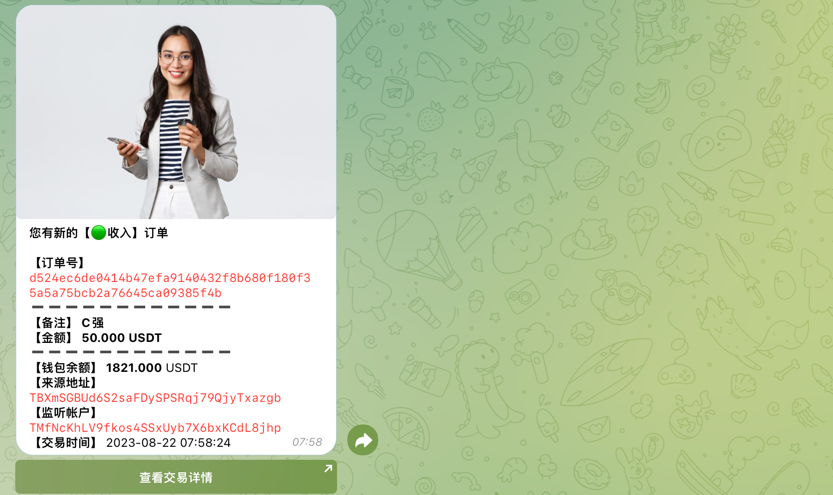 您有新的【🟢收入】订单
【订单号】
d524ec6de0414b47efa9140432f8b680f180f3
5a5a75bcb2a76645ca09385f4b
【备注】 C强
【金额】 50.000 USDT
【钱包余额】 1821.000 USDT
【来源地址】
TBXmSGBUd6S2saFDySPSRqj79QjyTxazgb
【监听帐户】
TMfNcKhLV9fkos4SSxUyb7X6bxKCdL8jhp
【交易时间】 2023-08-22 07:58:24
07:58
查看交易详情